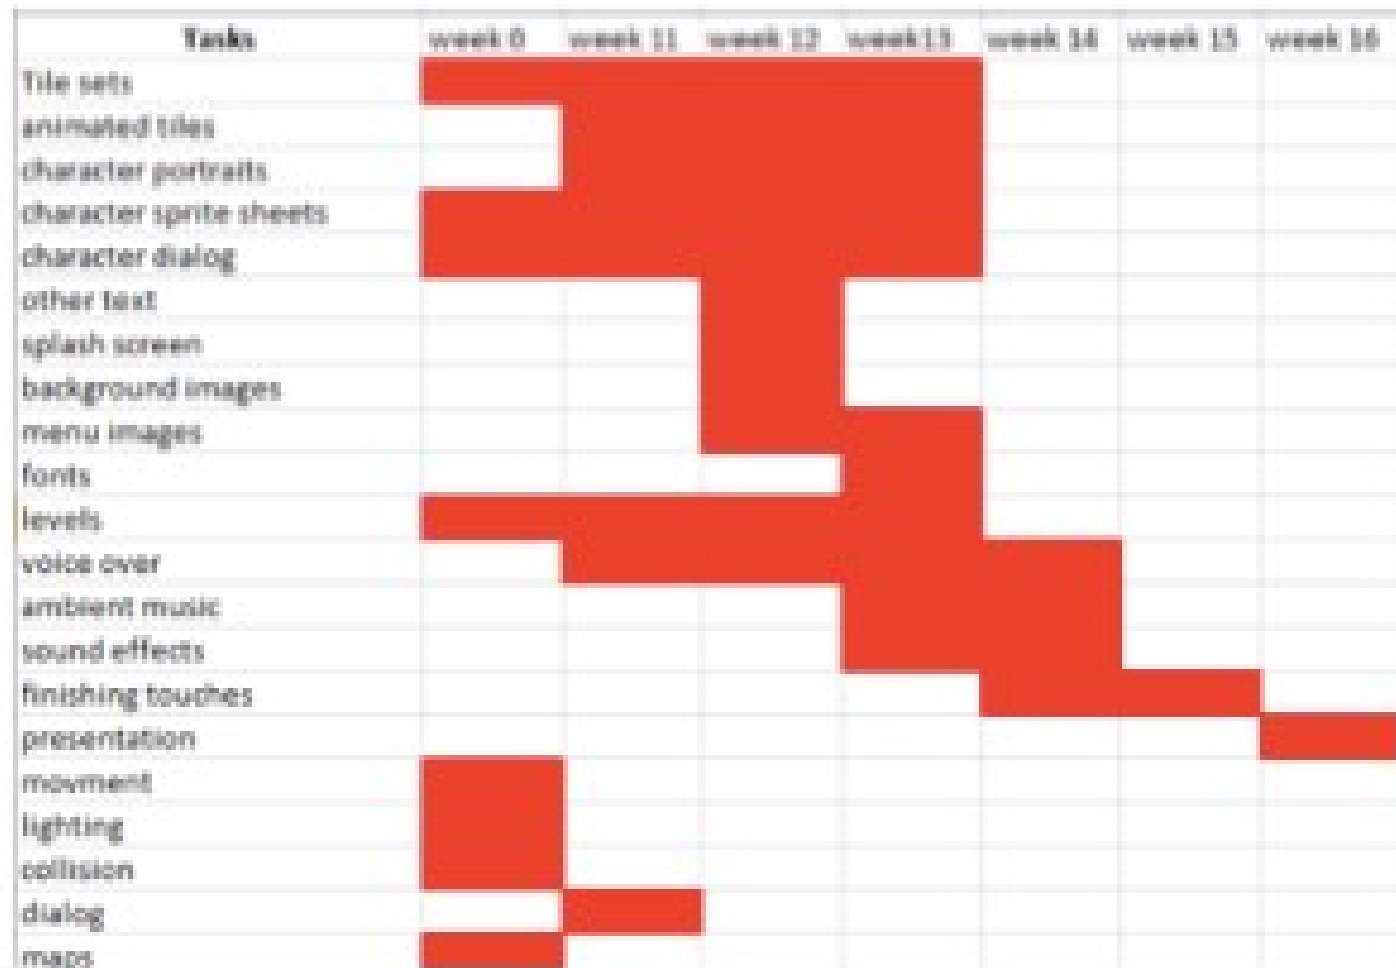 Tasks week 0 week 11 week 12 week13 week 14 week 15 week 16
Tile sets
animated tiles
character portraits
character sprite sheets
character dialog
other text
splash screen
background images
menu images
fonts
levels
voice over
ambient music
sound effects
finishing touches
presentation
movment
lighting
collision
dialog
maps